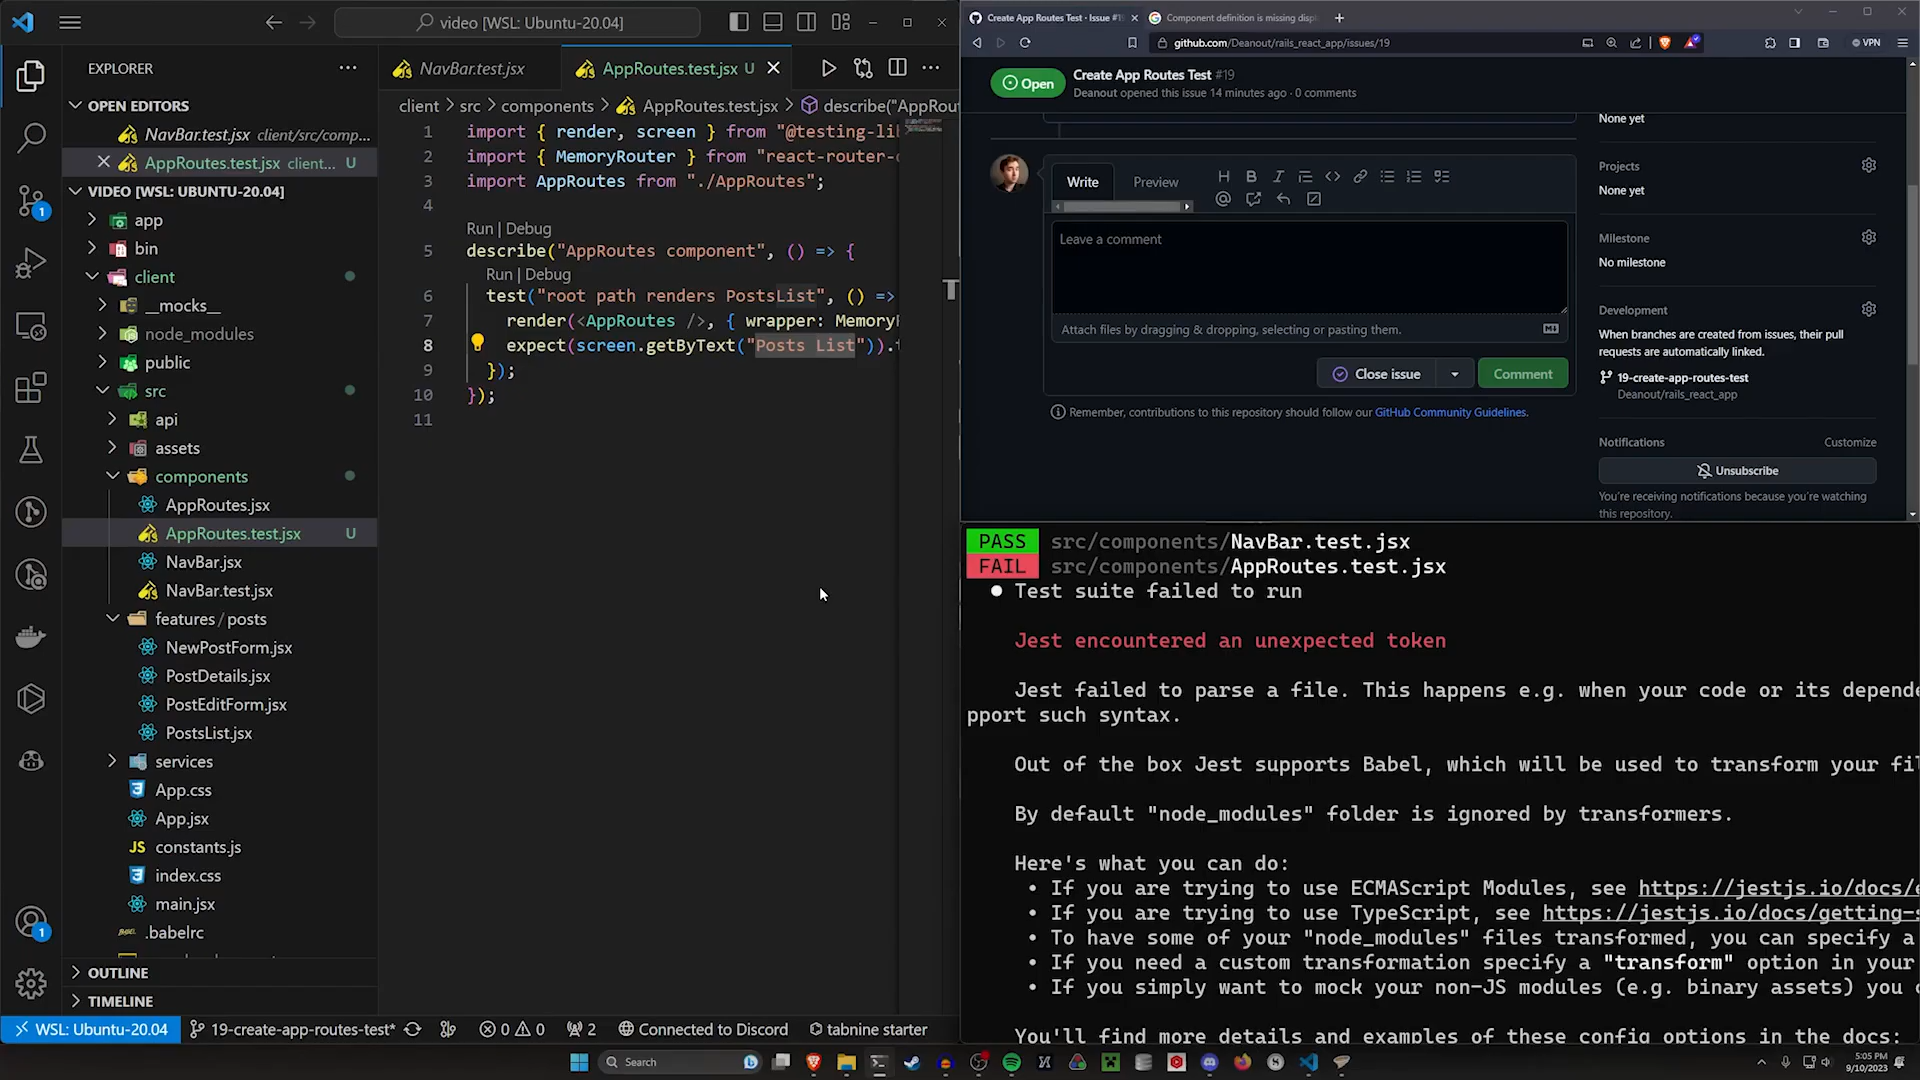 video [WSL: Ubuntu-20.04]
EXPLORER
OPEN EDITORS
NavBar.test.jsx client/src/comp...
AppRoutes.test.jsx client... U
VIDEO [WSL: UBUNTU-20.04]
app
bin
client
__mocks__
node_modules
public
src
api
assets
components
AppRoutes.jsx
AppRoutes.test.jsx U
NavBar.jsx
NavBar.test.jsx
features / posts
NewPostForm.jsx
PostDetails.jsx
PostEditForm.jsx
PostsList.jsx
services
App.css
App.jsx
JS constants.js
index.css
main.jsx
.babelrc
OUTLINE
TIMELINE
NavBar.test.jsx
AppRoutes.test.jsx U
client > src > components > AppRoutes.test.jsx > describe("AppRou
1 import { render, screen } from "@testing-li
2 import { MemoryRouter } from "react-router-
3 import AppRoutes from "./AppRoutes";
4
Run | Debug
5 describe("AppRoutes component", () => {
Run | Debug
6 test("root path renders PostsList", () =>
7 render(<AppRoutes />, { wrapper: MemoryR
8 expect(screen.getByText("Posts List")).
9 });
10 });
11
WSL: Ubuntu-20.04
19-create-app-routes-test*
0 0
2
Connected to Discord
tabnine starter
Create App Routes Test · Issue #1
Component definition is missing disp
github.com/Deanout/rails_react_app/issues/19
VPN
Open
Create App Routes Test #19
Deanout opened this issue 14 minutes ago · 0 comments
Write
Preview
Leave a comment
Attach files by dragging & dropping, selecting or pasting them.
Close issue
Comment
Remember, contributions to this repository should follow our GitHub Community Guidelines.
None yet
Projects
None yet
Milestone
No milestone
Development
When branches are created from issues, their pull
requests are automatically linked.
19-create-app-routes-test
Deanout/rails_react_app
Notifications
Customize
Unsubscribe
You're receiving notifications because you're watching
this repository.
PASS src/components/NavBar.test.jsx
FAIL src/components/AppRoutes.test.jsx
● Test suite failed to run
Jest encountered an unexpected token
Jest failed to parse a file. This happens e.g. when your code or its depende
pport such syntax.
Out of the box Jest supports Babel, which will be used to transform your fil
By default "node_modules" folder is ignored by transformers.
Here's what you can do:
• If you are trying to use ECMAScript Modules, see https://jestjs.io/docs/e
• If you are trying to use TypeScript, see https://jestjs.io/docs/getting-s
• To have some of your "node_modules" files transformed, you can specify a
• If you need a custom transformation specify a "transform" option in your
• If you simply want to mock your non-JS modules (e.g. binary assets) you c
You'll find more details and examples of these config options in the docs:
Search
5:05 PM
9/10/2023